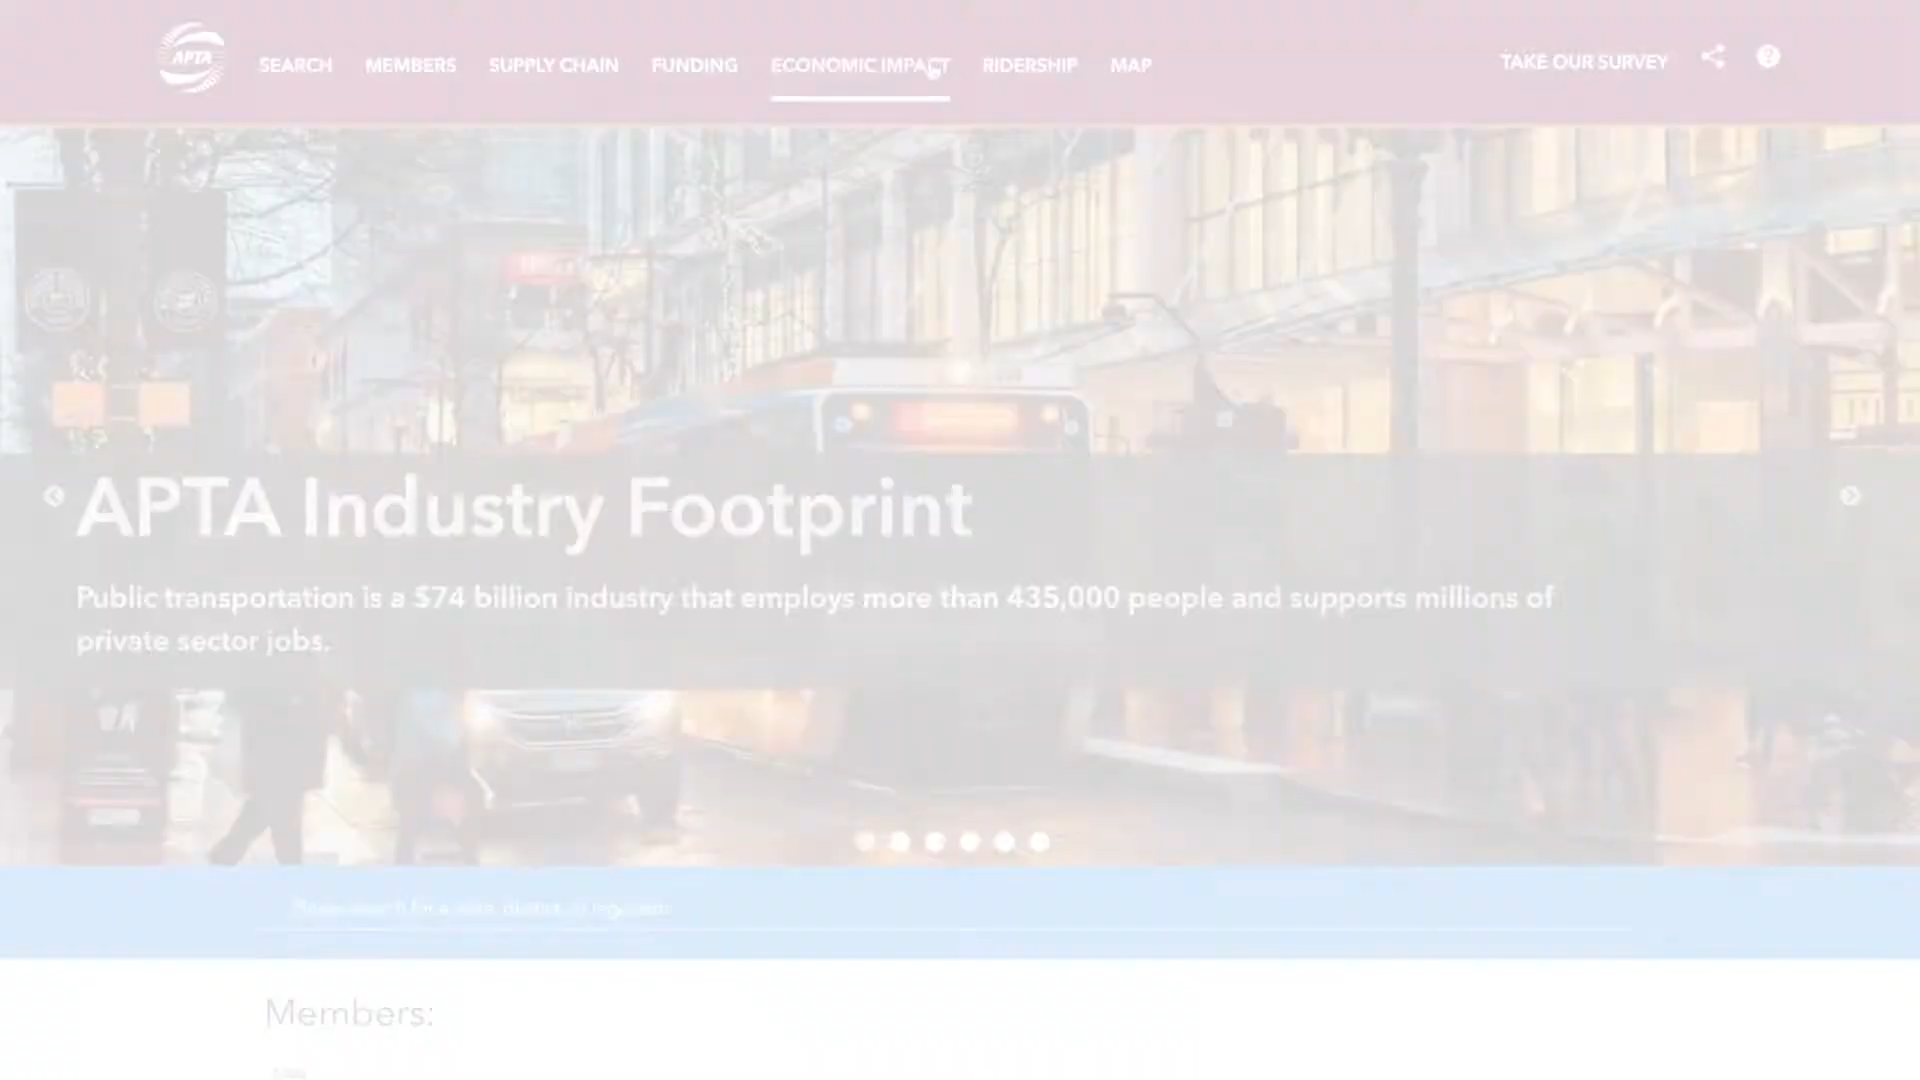 APTA
SEARCH
MEMBERS
SUPPLY CHAIN
FUNDING
ECONOMIC IMPACT
RIDERSHIP
MAP
TAKE OUR SURVEY
?
APTA Industry Footprint
Public transportation is a $74 billion industry that employs more than 435,000 people and supports millions of
private sector jobs.
Members: